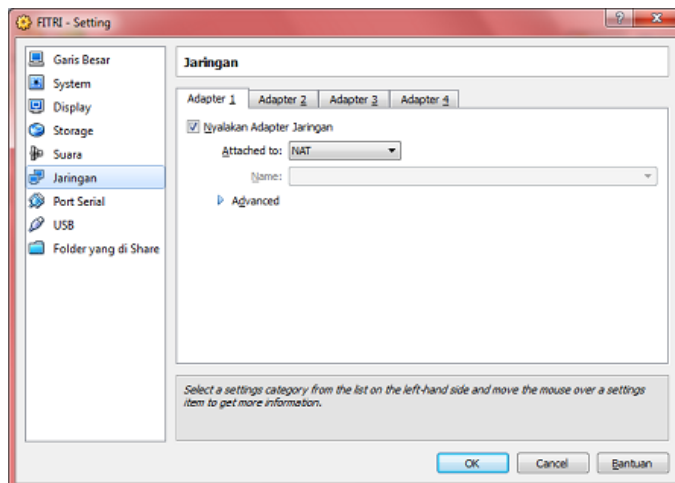 FITRI - Setting
Garis Besar
System
Display
Storage
Suara
Jaringan
Port Serial
USB
Folder yang di Share
Jaringan
Adapter 1 Adapter 2 Adapter 3 Adapter 4
Nyalakan Adapter Jaringan
Attached to: NAT
Name:
Advanced
Select a settings category from the list on the left-hand side and move the mouse over a settings
item to get more information.
OK Cancel Bantuan